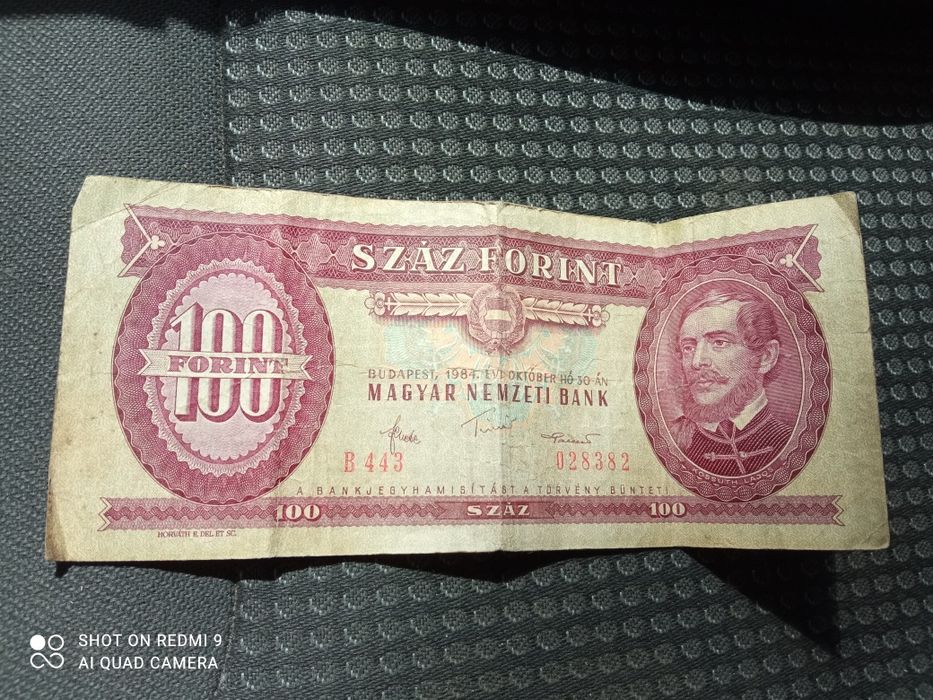 SZÁZ FORINT
100
FORINT
BUDAPEST, 1984. ÉVI OKTÓBER HÓ 30-ÁN
MAGYAR NEMZETI BANK
B 443
028382
KOSSUTH LAJOS
A BANKJEGYHAMISÍTÁST A TÖRVÉNY BÜNTETI
100 SZÁZ 100
HORVÁTH E. DEL. ET SC.
SHOT ON REDMI 9
AI QUAD CAMERA